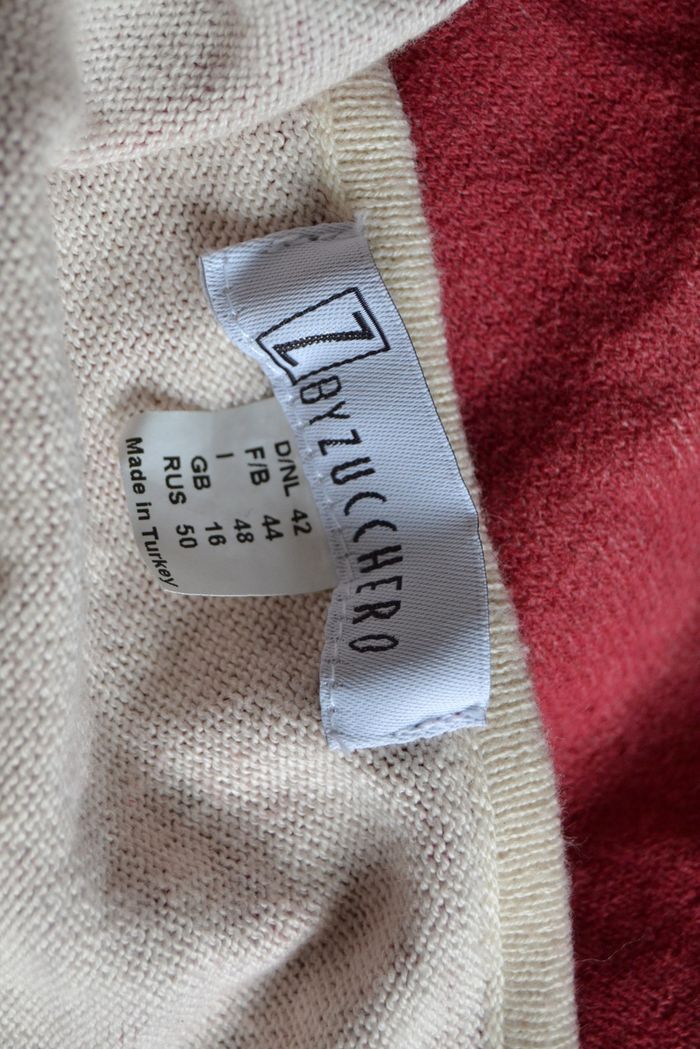 Z BY ZUCCHERO
D/NL 42
F/B 44
I 48
GB 16
RUS 50
Made in Turkey